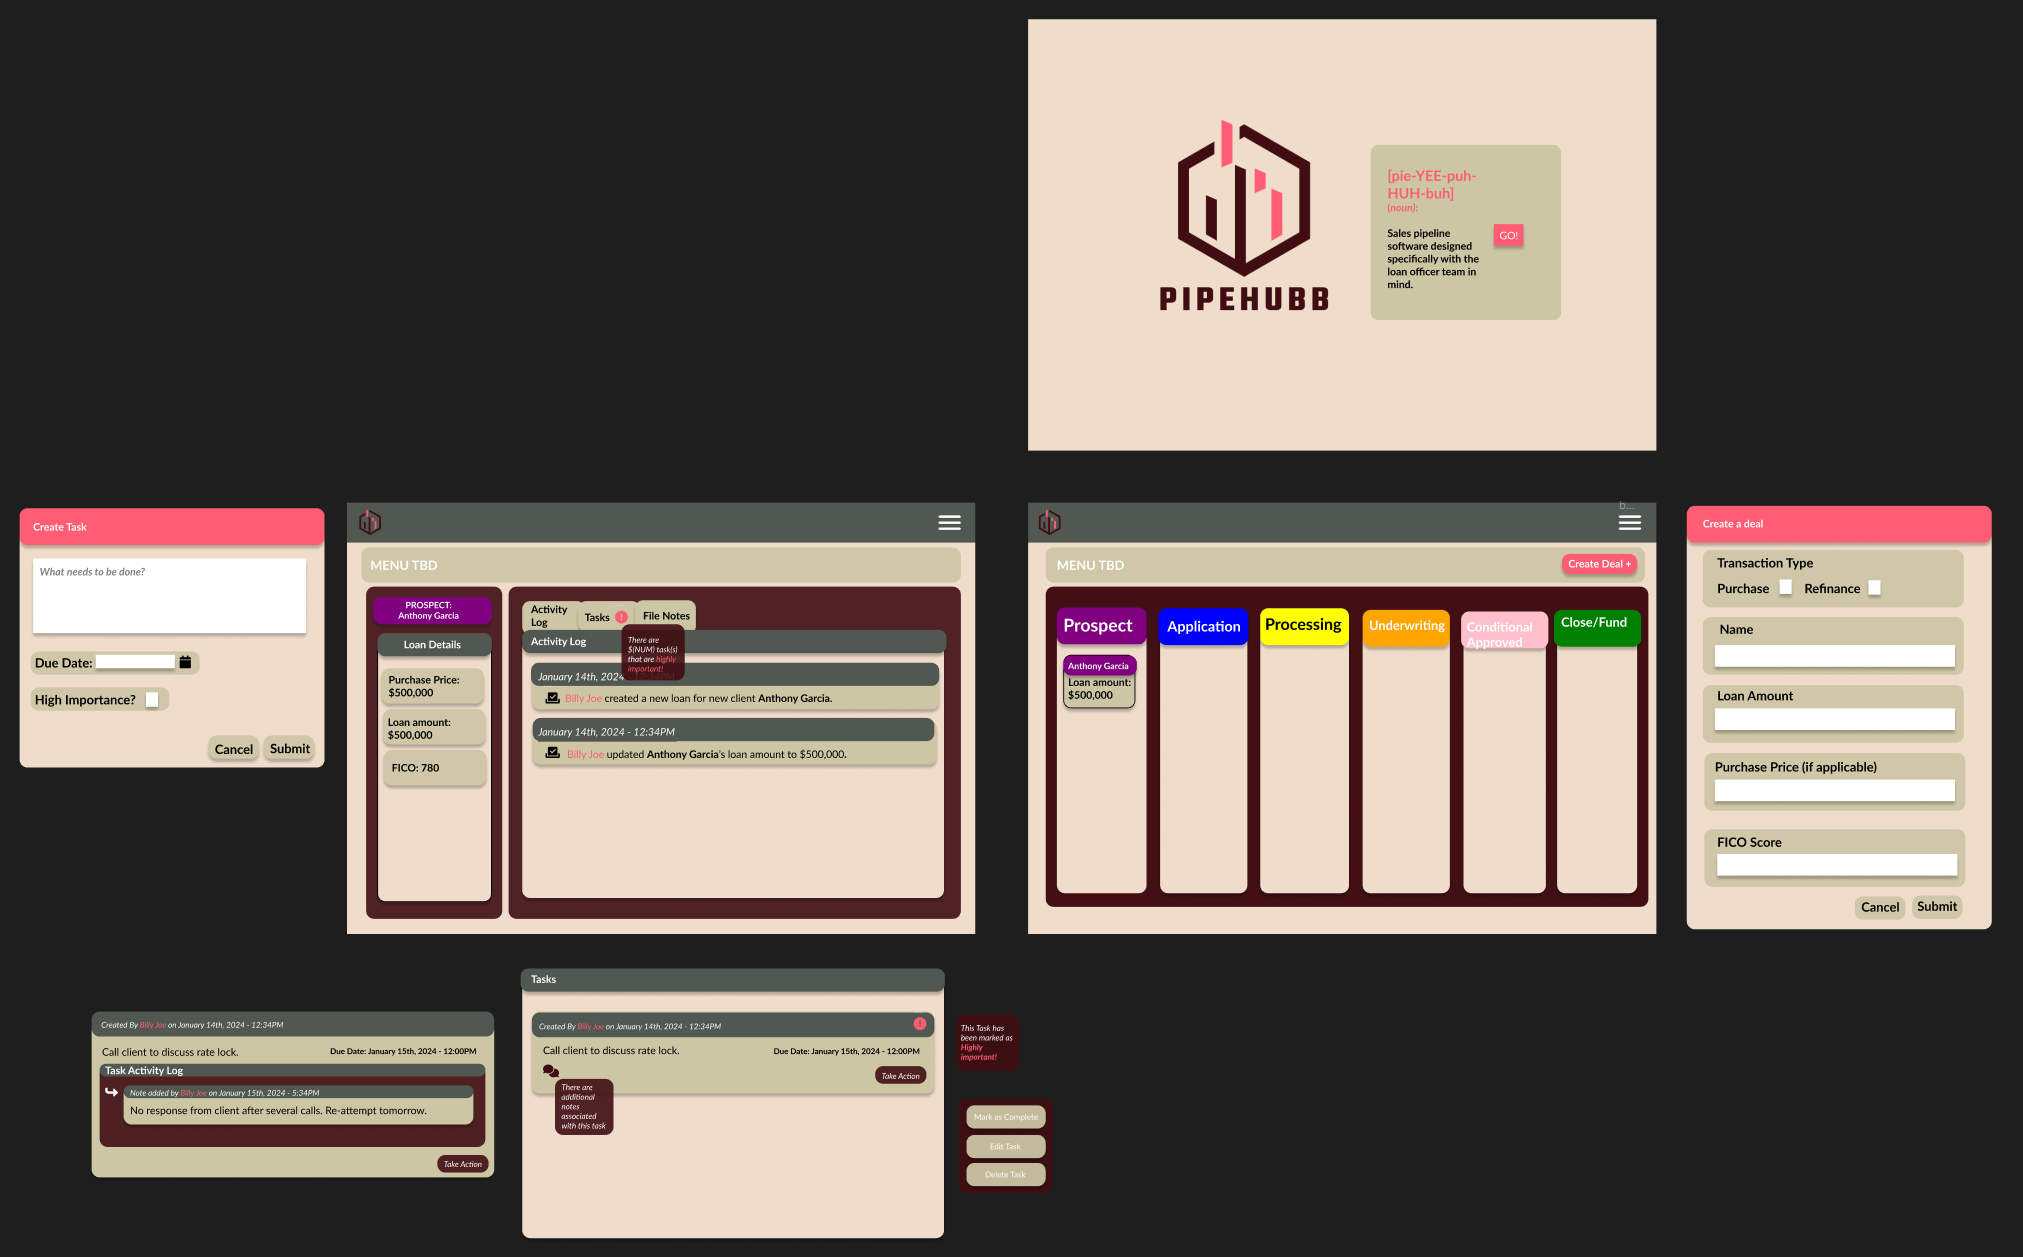 [pie-YEE-puh-
HUH-buh]
(noun):
Sales pipeline
software designed
specifically with the
loan officer team in
mind.
GO!
PIPEHUBB
Create Task
What needs to be done?
Due Date:
High Importance?
Cancel
Submit
MENU TBD
PROSPECT:
Anthony Garcia
Loan Details
Purchase Price:
$500,000
Loan amount:
$500,000
FICO: 780
Activity
Log
Tasks
!
File Notes
Activity Log
There are
$(NUM) task(s)
that are highly
important!
January 14th, 2024
Billy Joe created a new loan for new client Anthony Garcia.
January 14th, 2024 - 12:34PM
Billy Joe updated Anthony Garcia's loan amount to $500,000.
b...
MENU TBD
Create Deal +
Prospect
Application
Processing
Underwriting
Conditional
Approved
Close/Fund
Anthony Garcia
Loan amount:
$500,000
Create a deal
Transaction Type
Purchase
Refinance
Name
Loan Amount
Purchase Price (if applicable)
FICO Score
Cancel
Submit
Created By Billy Joe on January 14th, 2024 - 12:34PM
Call client to discuss rate lock.
Due Date: January 15th, 2024 - 12:00PM
Task Activity Log
Note added by Billy Joe on January 15th, 2024 - 5:34PM
No response from client after several calls. Re-attempt tomorrow.
Take Action
Tasks
Created By Billy Joe on January 14th, 2024 - 12:34PM
!
Call client to discuss rate lock.
Due Date: January 15th, 2024 - 12:00PM
Take Action
There are
additional
notes
associated
with this task
This Task has
been marked as
Highly
important!
Mark as Complete
Edit Task
Delete Task